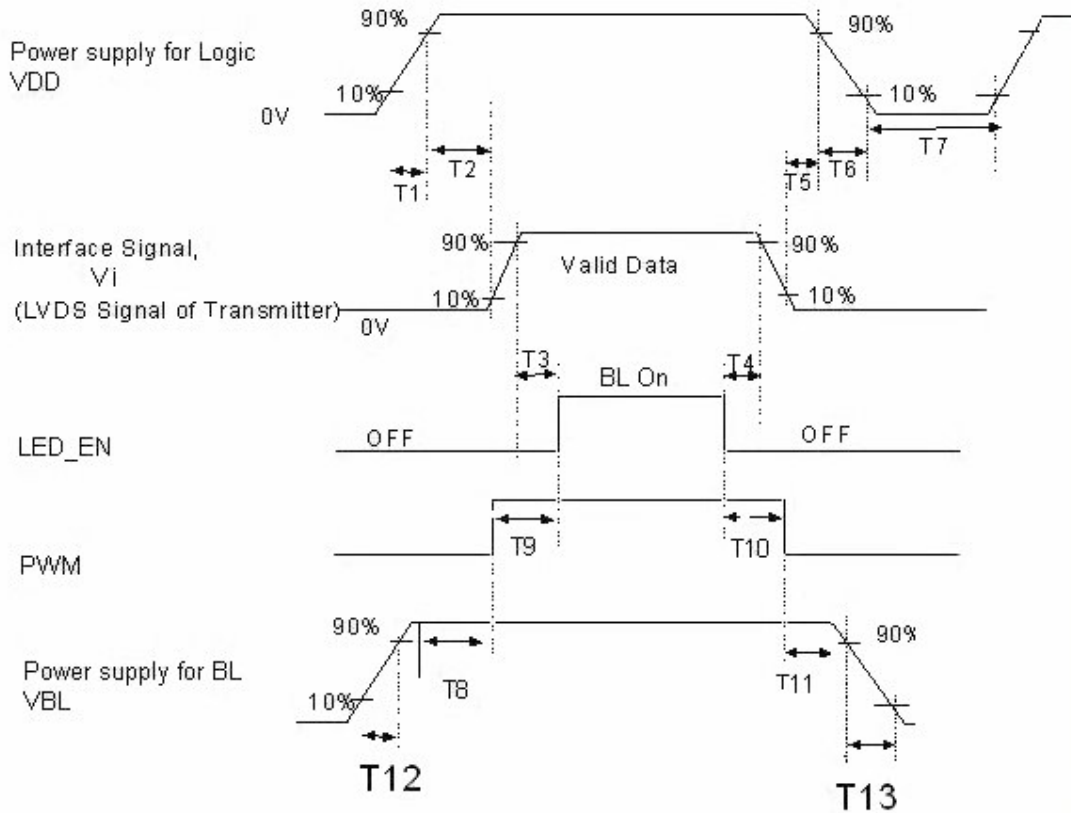 90%
90%
Power supply for Logic
VDD
10%
10%
0V
T1
T2
T5
T6
T7
Interface Signal,
Vi
(LVDS Signal of Transmitter)
90%
90%
Valid Data
10%
10%
0V
T3
T4
BL On
LED_EN
OFF
OFF
T9
T10
PWM
90%
90%
Power supply for BL
VBL
T8
T11
10%
T12
T13